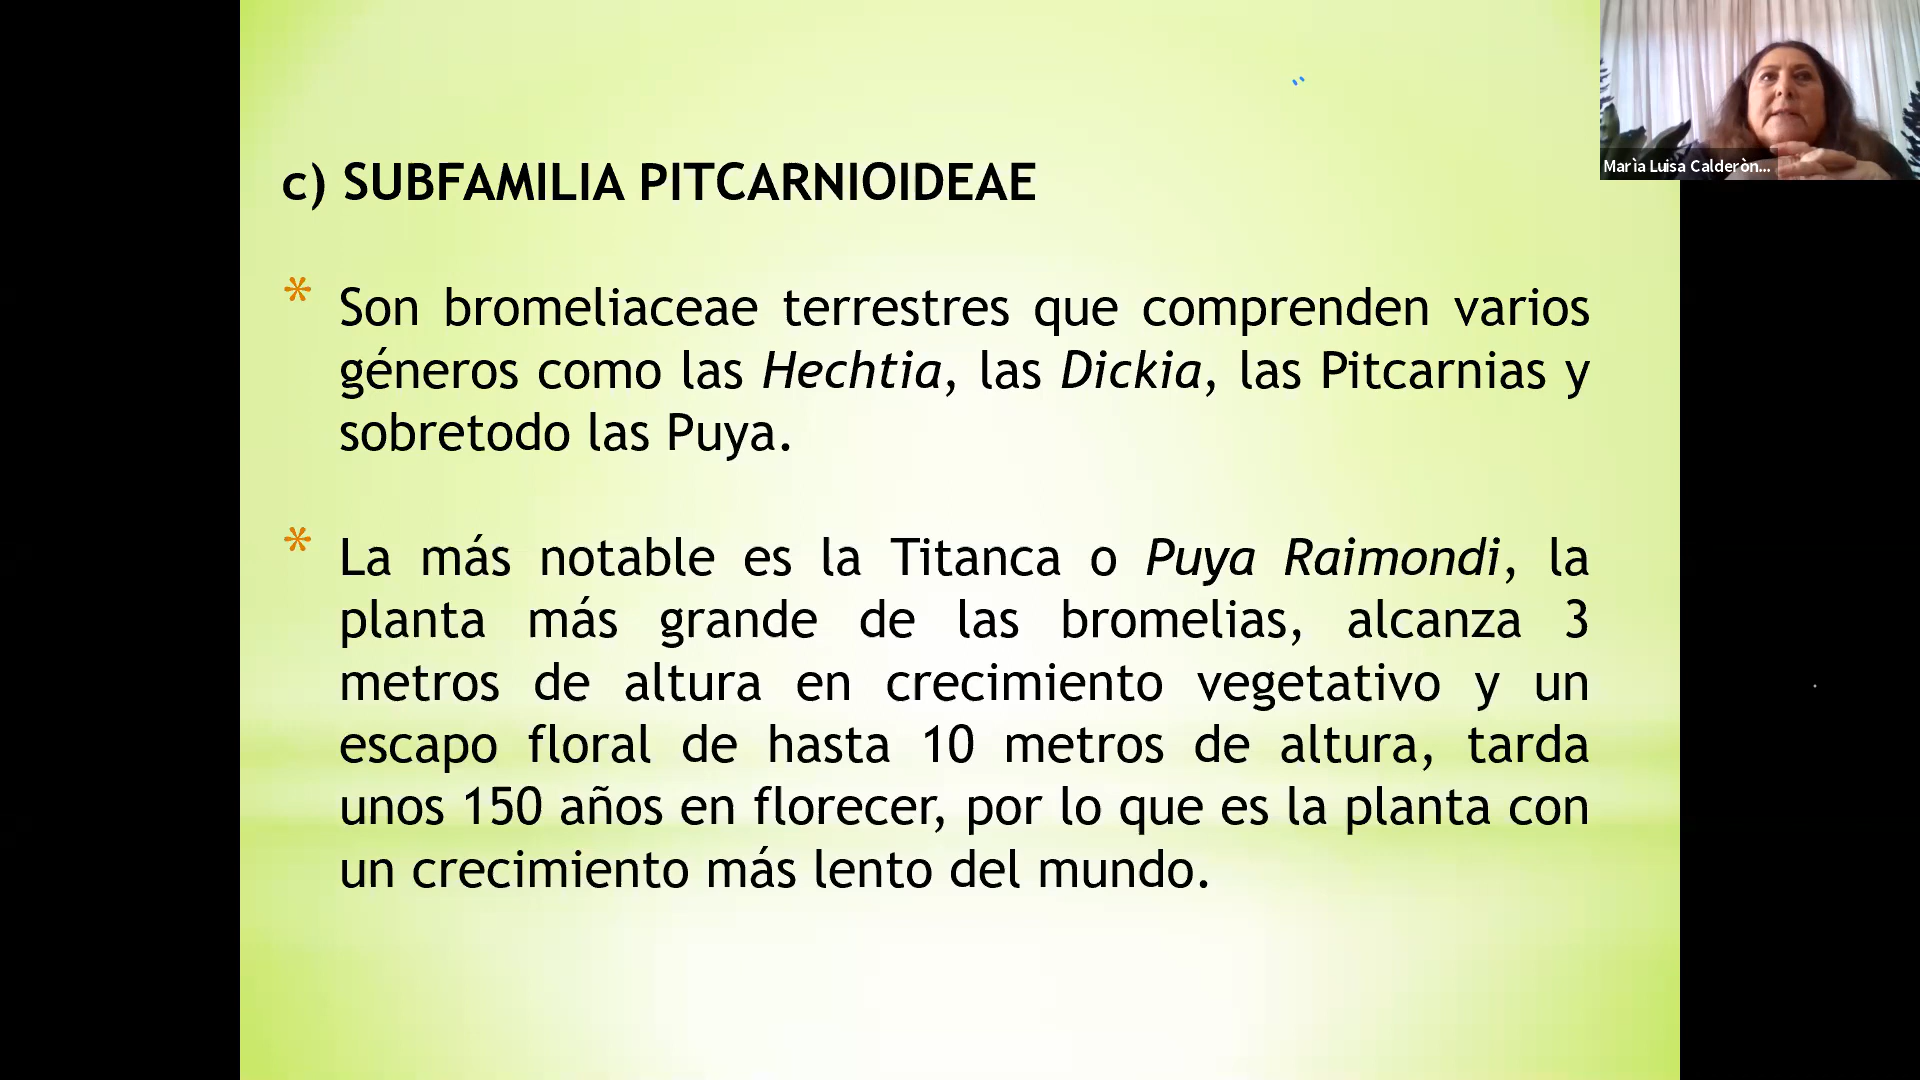 c) SUBFAMILIA PITCARNIOIDEAE
* Son bromeliaceae terrestres que comprenden varios
géneros como las Hechtia, las Dickia, las Pitcarnias y
sobretodo las Puya.
* La más notable es la Titanca o Puya Raimondi, la
planta más grande de las bromelias, alcanza 3
metros de altura en crecimiento vegetativo y un
escapo floral de hasta 10 metros de altura, tarda
unos 150 años en florecer, por lo que es la planta con
un crecimiento más lento del mundo.
Marìa Luisa Calderòn...